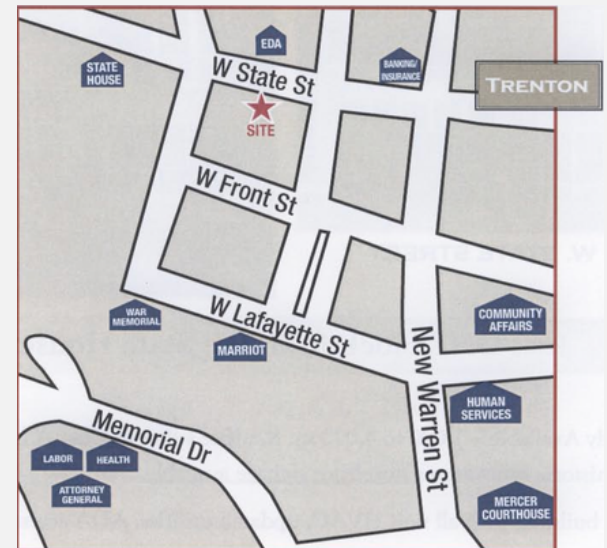 EDA
STATE
HOUSE
W State St
BANKING/
INSURANCE
TRENTON
SITE
W Front St
WAR
MEMORIAL
W Lafayette St
MARRIOT
COMMUNITY
AFFAIRS
New Warren St
HUMAN
SERVICES
Memorial Dr
LABOR
HEALTH
ATTORNEY
GENERAL
MERCER
COURTHOUSE